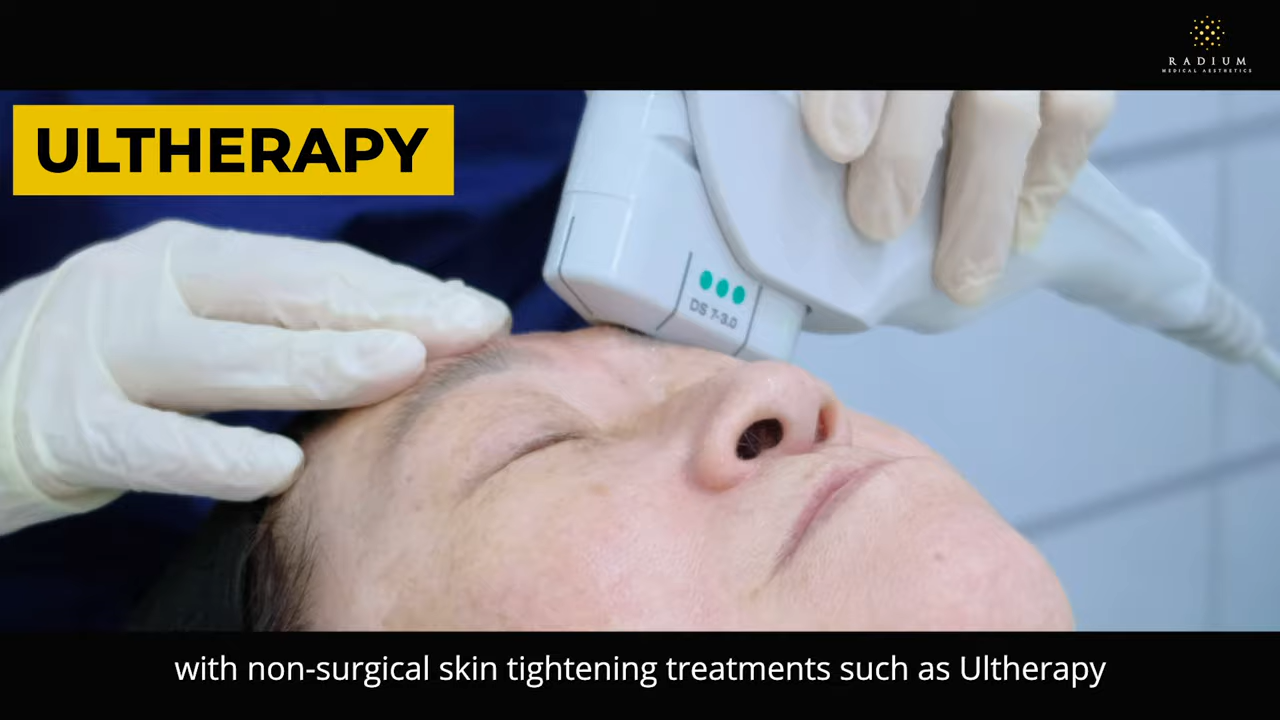 RADIUM
MEDICAL AESTHETICS
ULTHERAPY
DS 7-3.0
with non-surgical skin tightening treatments such as Ultherapy